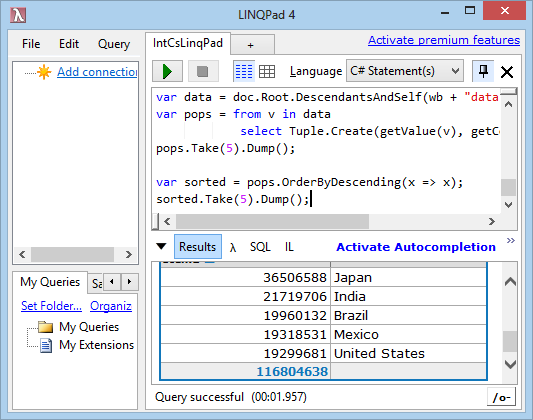 LINQPad 4
File Edit Query
IntCsLinqPad +
Activate premium features
Add connection
Language C# Statement(s)
var data = doc.Root.DescendantsAndSelf(wb + "data
var pops = from v in data
select Tuple.Create(getValue(v), getCo
pops.Take(5).Dump();
var sorted = pops.OrderByDescending(x => x);
sorted.Take(5).Dump();
Results λ SQL IL Activate Autocompletion »
My Queries Sa
Set Folder... Organiz
My Queries
My Extensions
36506588 Japan
21719706 India
19960132 Brazil
19318531 Mexico
19299681 United States
116804638
Query successful (00:01.957) /o-